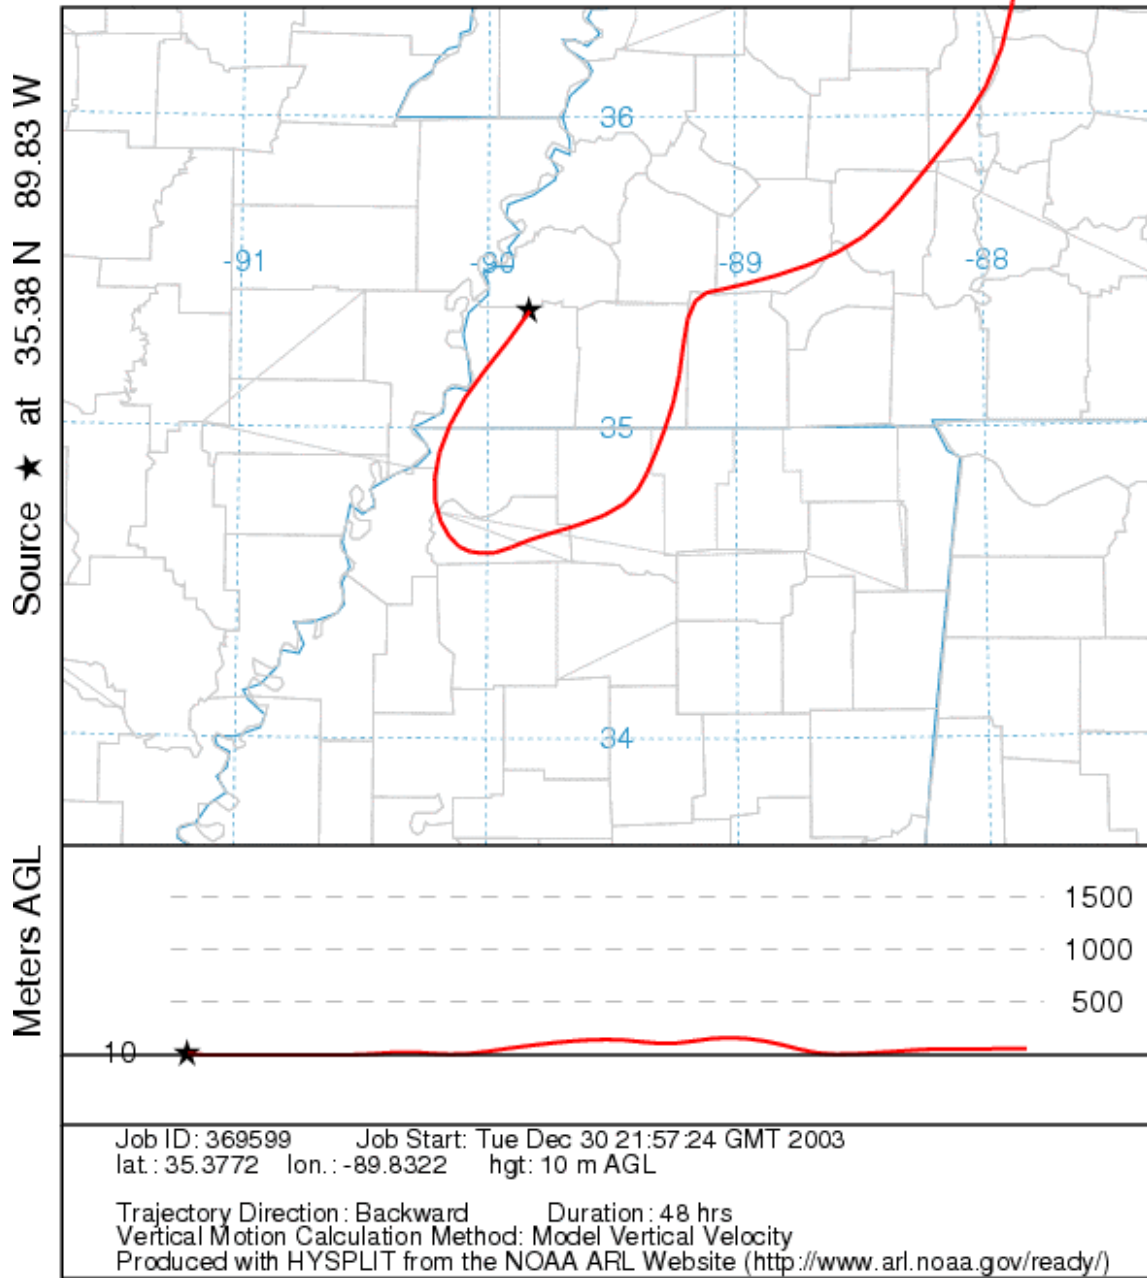 Source ★ at 35.38 N 89.83 W
36
-91
-90
-89
-88
35
34
Meters AGL
1500
1000
500
10
Job ID: 369599 Job Start: Tue Dec 30 21:57:24 GMT 2003
lat.: 35.3772 lon.: -89.8322 hgt: 10 m AGL
Trajectory Direction: Backward Duration: 48 hrs
Vertical Motion Calculation Method: Model Vertical Velocity
Produced with HYSPLIT from the NOAA ARL Website (http://www.arl.noaa.gov/ready/)